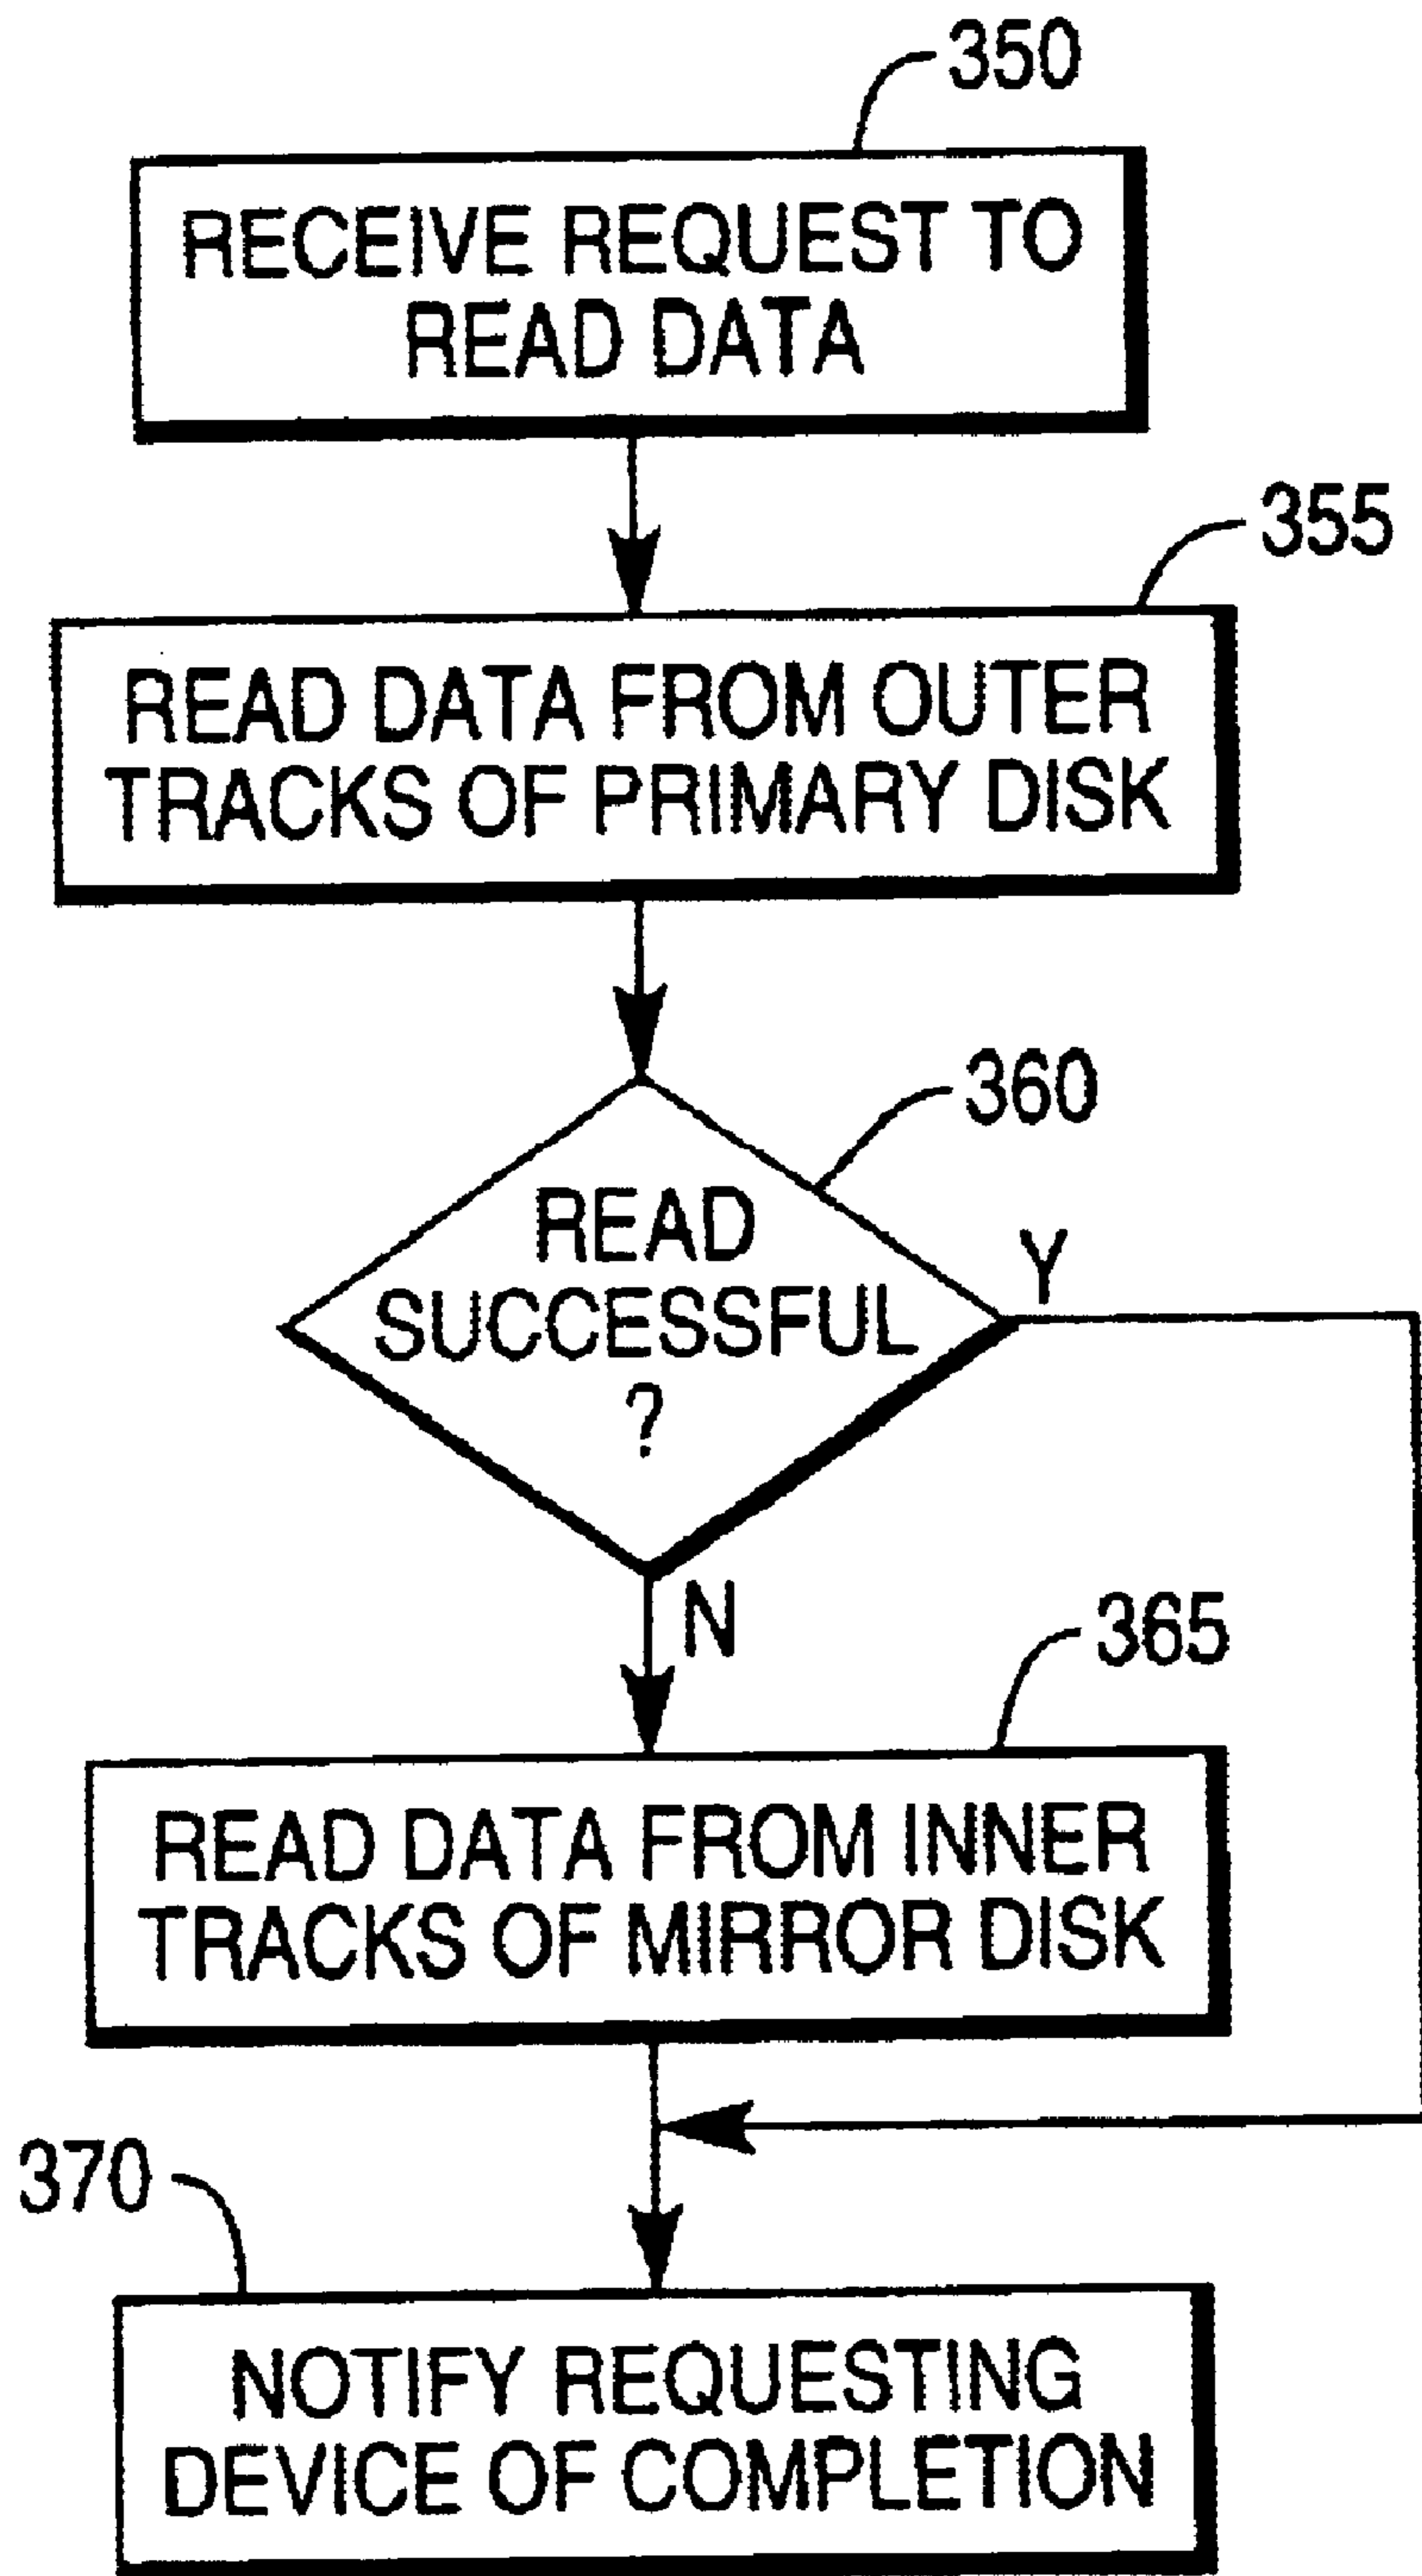 350
RECEIVE REQUEST TO
READ DATA
355
READ DATA FROM OUTER
TRACKS OF PRIMARY DISK
360
READ
SUCCESSFUL
?
Y
N
365
READ DATA FROM INNER
TRACKS OF MIRROR DISK
370
NOTIFY REQUESTING
DEVICE OF COMPLETION